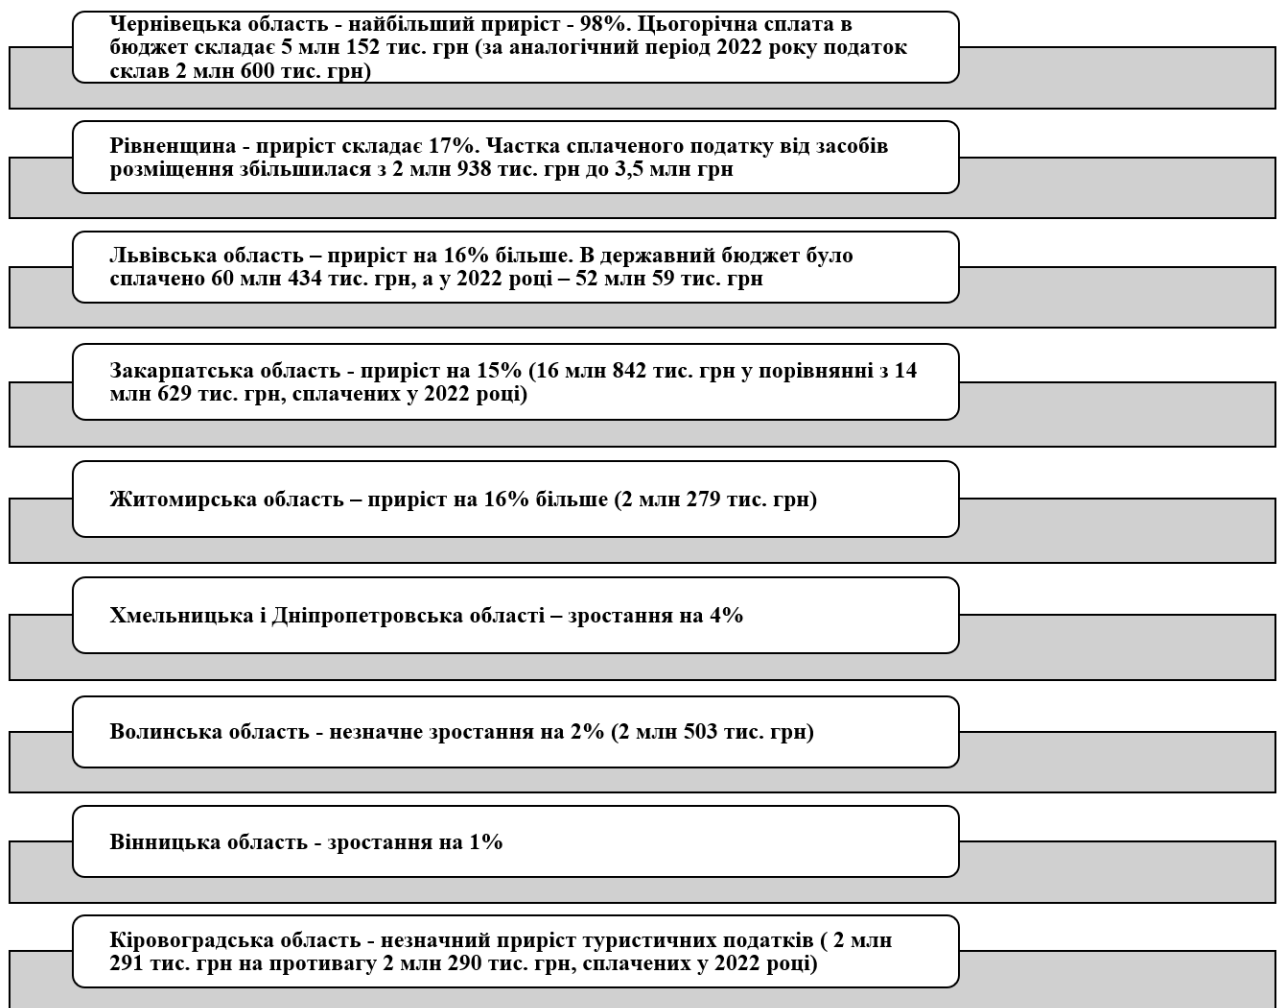 Чернівецька область - найбільший приріст - 98%. Цьогорічна сплата в
бюджет складає 5 млн 152 тис. грн (за аналогічний період 2022 року податок
склав 2 млн 600 тис. грн)
Рівненщина - приріст складає 17%. Частка сплаченого податку від засобів
розміщення збільшилася з 2 млн 938 тис. грн до 3,5 млн грн
Львівська область – приріст на 16% більше. В державний бюджет було
сплачено 60 млн 434 тис. грн, а у 2022 році – 52 млн 59 тис. грн
Закарпатська область - приріст на 15% (16 млн 842 тис. грн у порівнянні з 14
млн 629 тис. грн, сплачених у 2022 році)
Житомирська область – приріст на 16% більше (2 млн 279 тис. грн)
Хмельницька і Дніпропетровська області – зростання на 4%
Волинська область - незначне зростання на 2% (2 млн 503 тис. грн)
Вінницька область - зростання на 1%
Кіровоградська область - незначний приріст туристичних податків ( 2 млн
291 тис. грн на противагу 2 млн 290 тис. грн, сплачених у 2022 році)